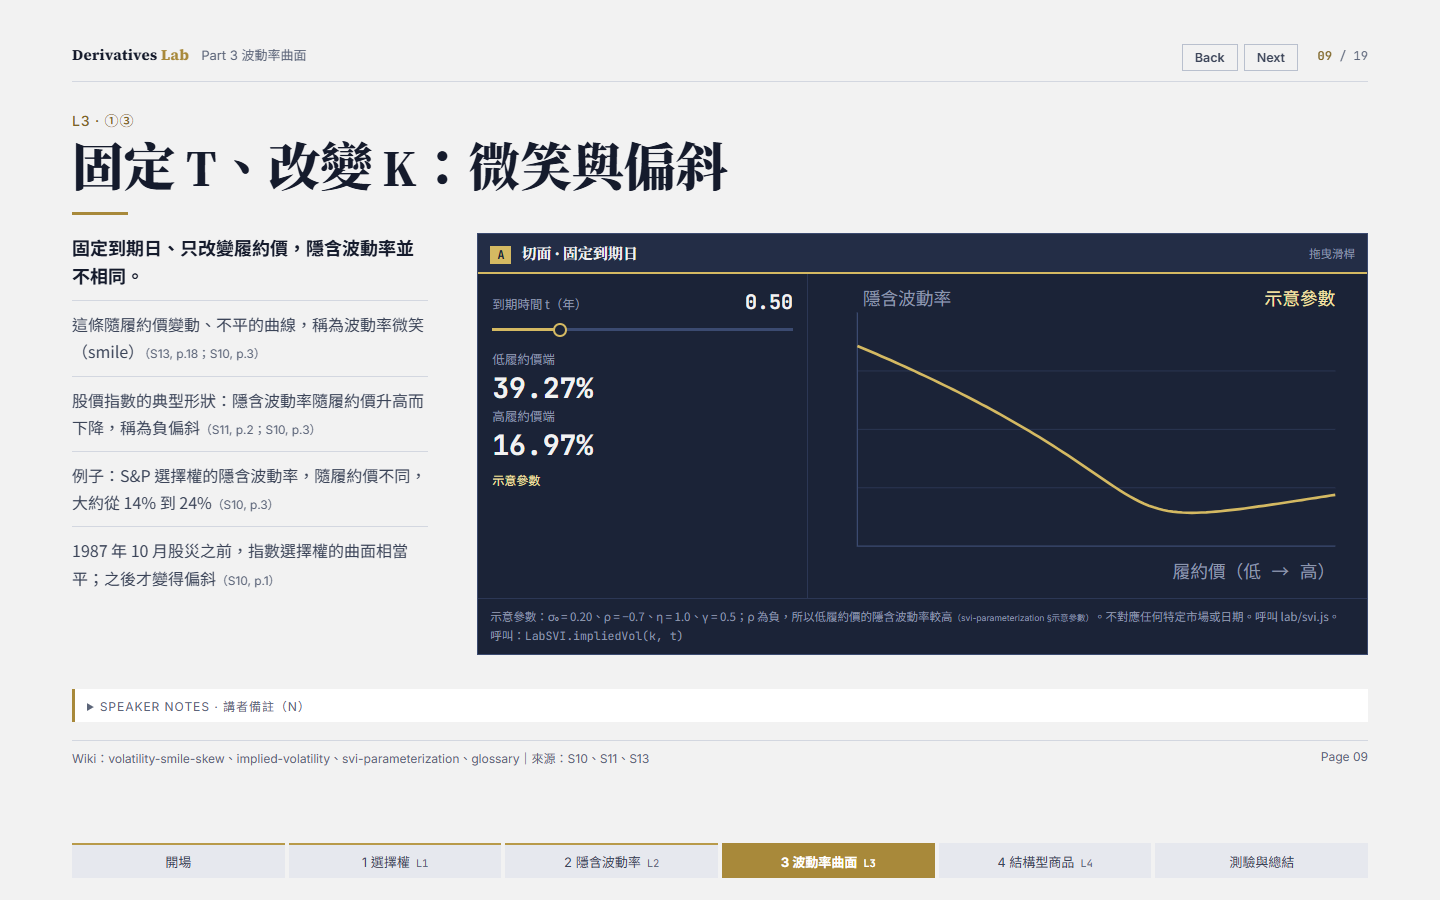 Derivatives Lab Part 3 波動率曲面
Back Next 09 / 19
L3 · ①③
固定 T、改變 K：微笑與偏斜
固定到期日、只改變履約價，隱含波動率並
不相同。
這條隨履約價變動、不平的曲線，稱為波動率微笑
（smile）（S13, p.18；S10, p.3）
股價指數的典型形狀：隱含波動率隨履約價升高而
下降，稱為負偏斜（S11, p.2；S10, p.3）
例子：S&P 選擇權的隱含波動率，隨履約價不同，
大約從 14% 到 24%（S10, p.3）
1987 年 10 月股災之前，指數選擇權的曲面相當
平；之後才變得偏斜（S10, p.1）
A 切面·固定到期日
拖曳滑桿
到期時間 t（年） 0.50
低履約價端
39.27%
高履約價端
16.97%
示意參數
隱含波動率 示意參數
履約價（低 → 高）
示意參數：σ₀ = 0.20、ρ = −0.7、η = 1.0、γ = 0.5；ρ 為負，所以低履約價的隱含波動率較高（svi-parameterization §示意參數）。不對應任何特定市場或日期。呼叫 lab/svi.js。
呼叫：LabSVI.impliedVol(k, t)
▶ SPEAKER NOTES · 講者備註（N）
Wiki：volatility-smile-skew、implied-volatility、svi-parameterization、glossary｜來源：S10、S11、S13
Page 09
開場
1 選擇權 L1
2 隱含波動率 L2
3 波動率曲面 L3
4 結構型商品 L4
測驗與總結